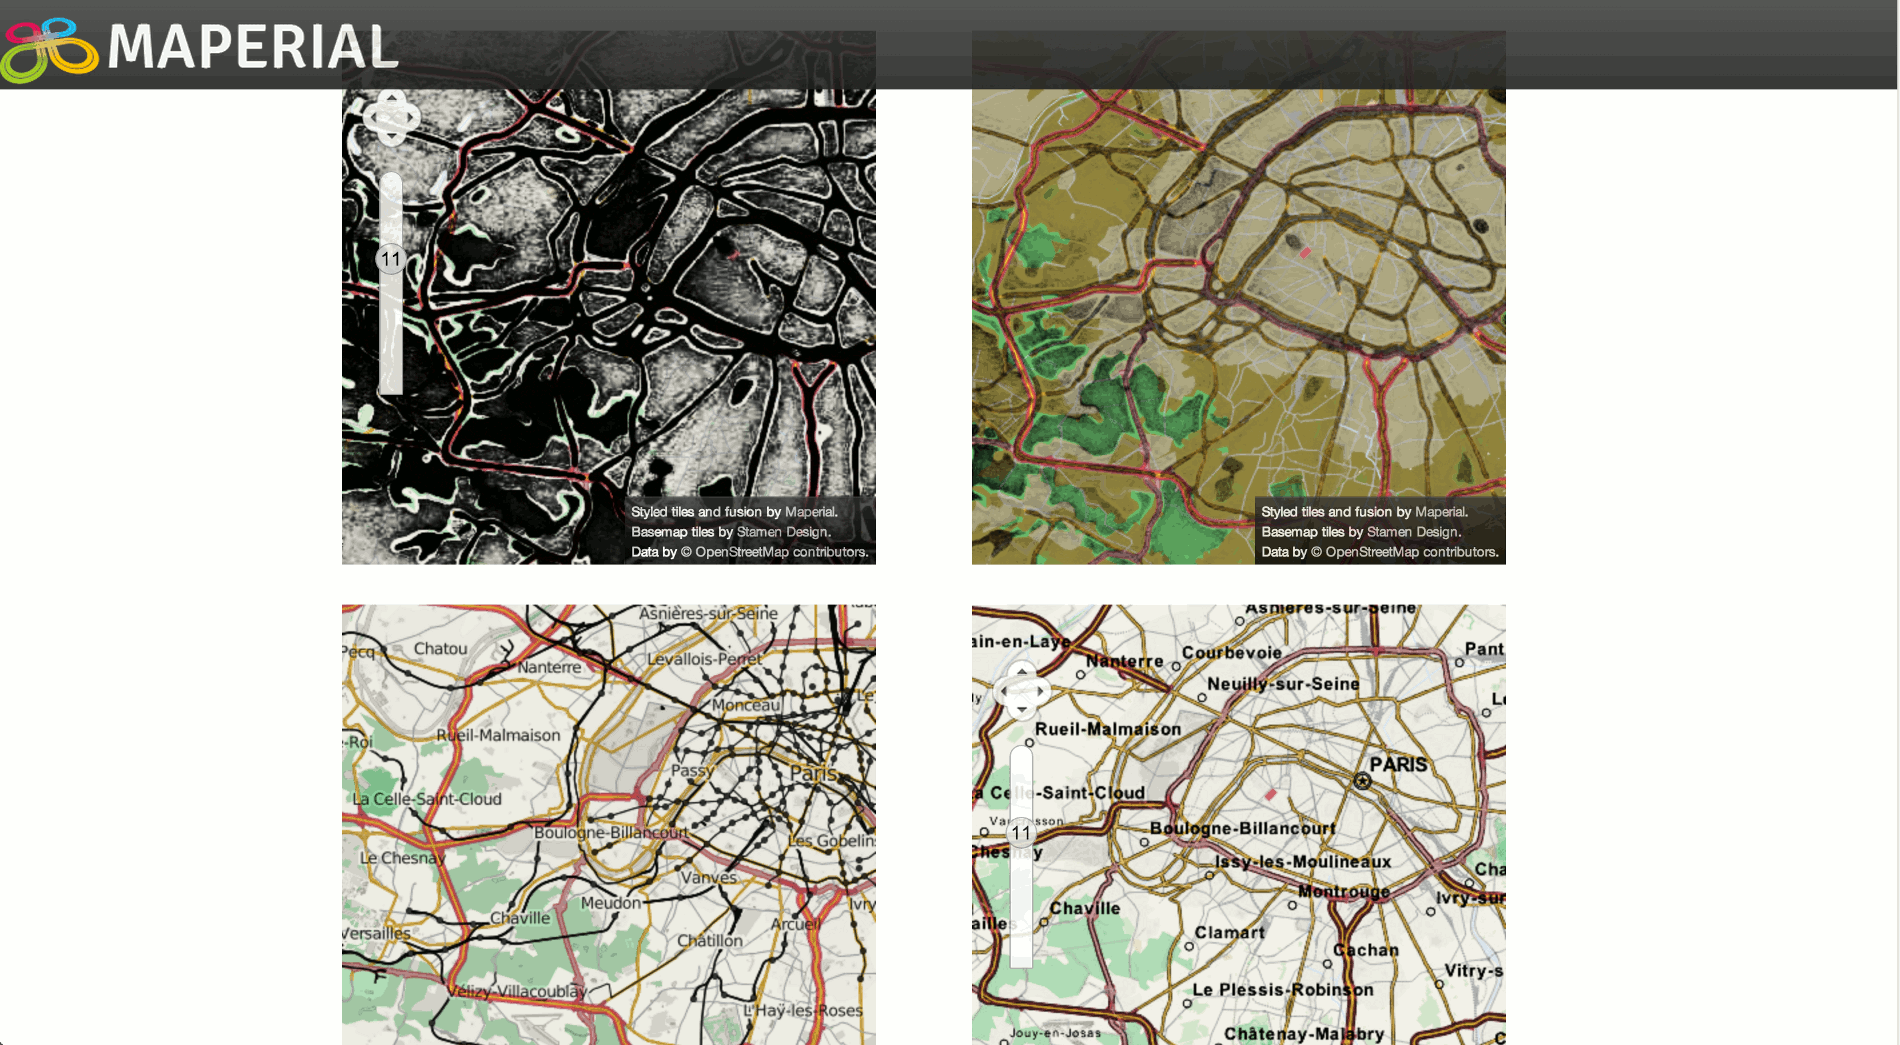 MAPERIAL
11
Styled tiles and fusion by Maperial.
Basemap tiles by Stamen Design.
Data by © OpenStreetMap contributors.
Styled tiles and fusion by Maperial.
Basemap tiles by Stamen Design.
Data by © OpenStreetMap contributors.
Asnières-sur-Seine
Chatou
Pecq
Nanterre
Levallois-Perret
Monceau
Rueil-Malmaison
-Roi
Passy
Paris
La Celle-Saint-Cloud
Boulogne-Billancourt
Les Gobelin
Le Chesnay
Vanves
Meudon
Ivry
Chaville
Arcueil
Versailles
Châtillon
Vélizy-Villacoublay
L'Haÿ-les-Roses
Asnières-sur-Seine
ain-en-Laye
Courbevoie
Pant
Nanterre
Neuilly-sur-Seine
Rueil-Malmaison
PARIS
a Celle-Saint-Cloud
11
Boulogne-Billancourt
Chesnay
Issy-les-Moulineaux
Cha
Montrouge
Ivry-sur
Chaville
ailles
Clamart
Cachan
Vitry-s
Le Plessis-Robinson
Jouy-en-Josas
Châtenay-Malabry